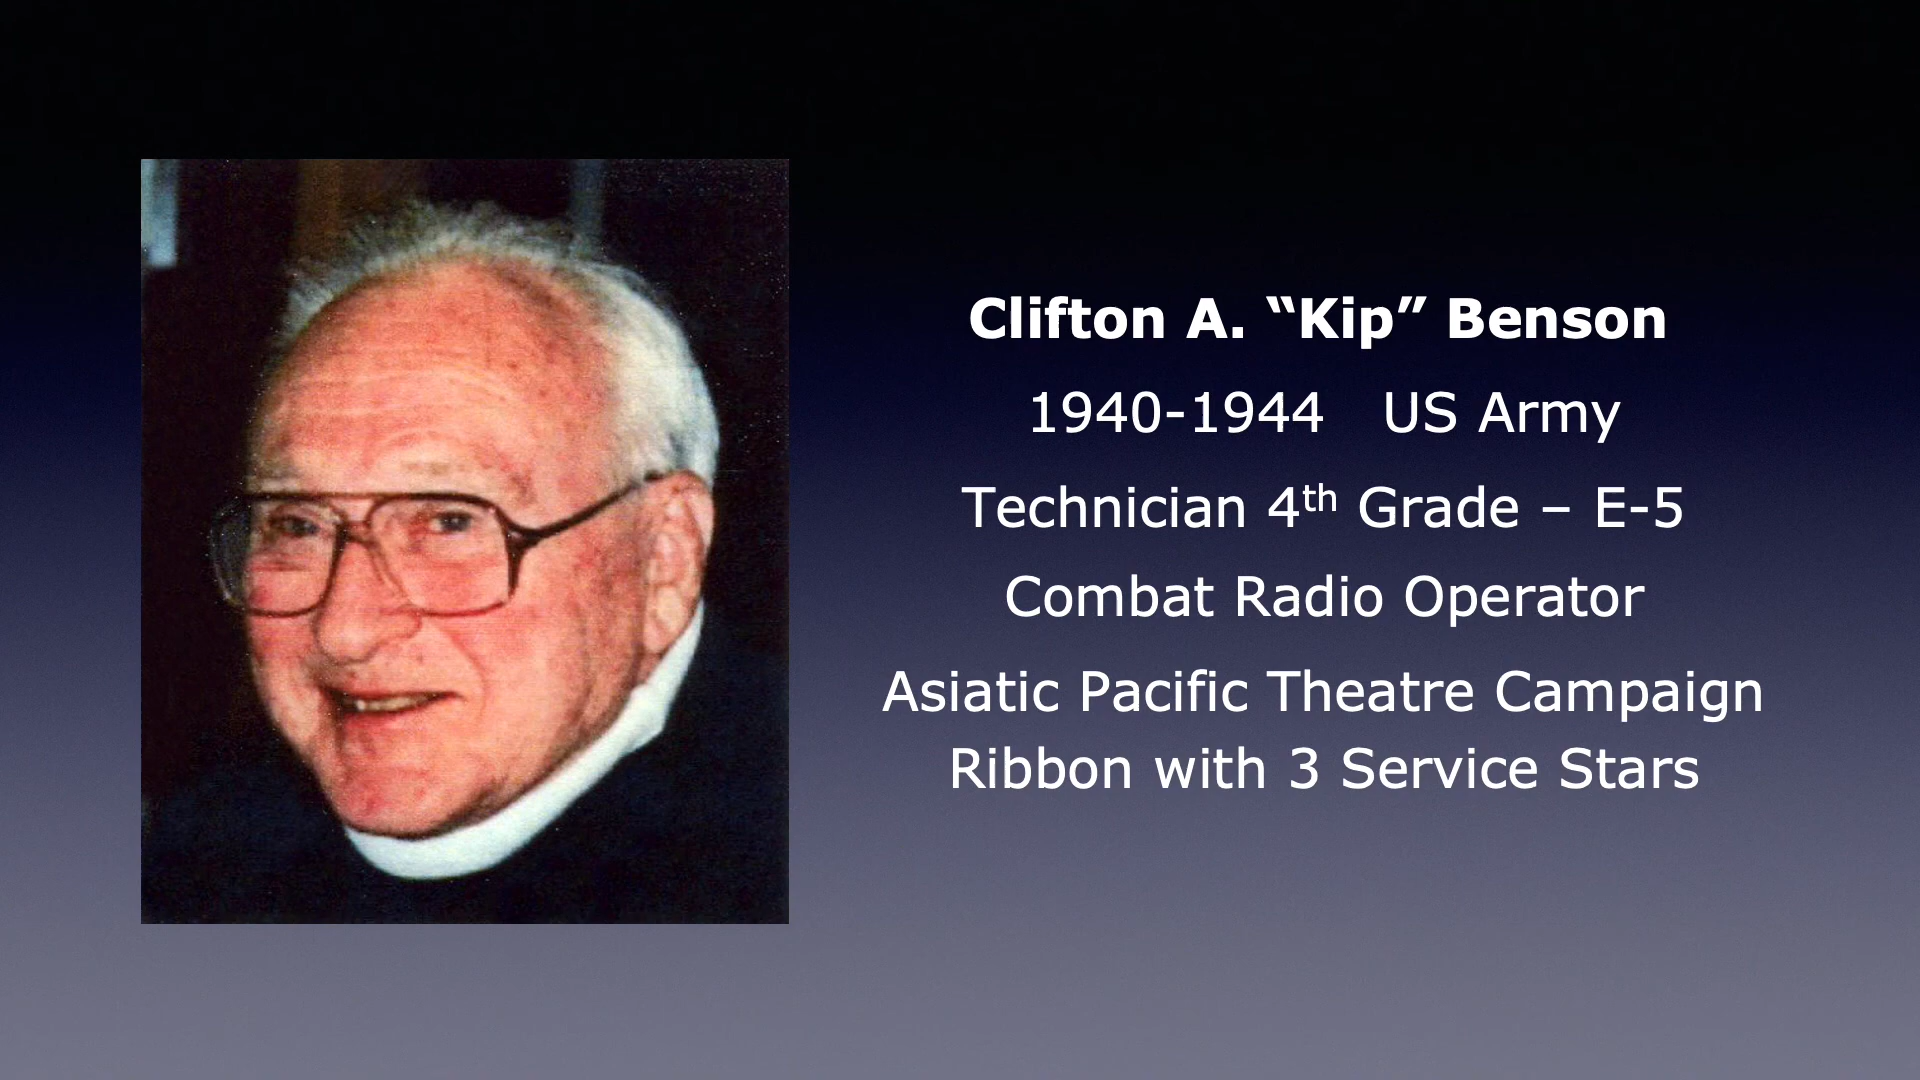 Clifton A. “Kip” Benson
1940-1944 US Army
Technician 4th Grade – E-5
Combat Radio Operator
Asiatic Pacific Theatre Campaign
Ribbon with 3 Service Stars